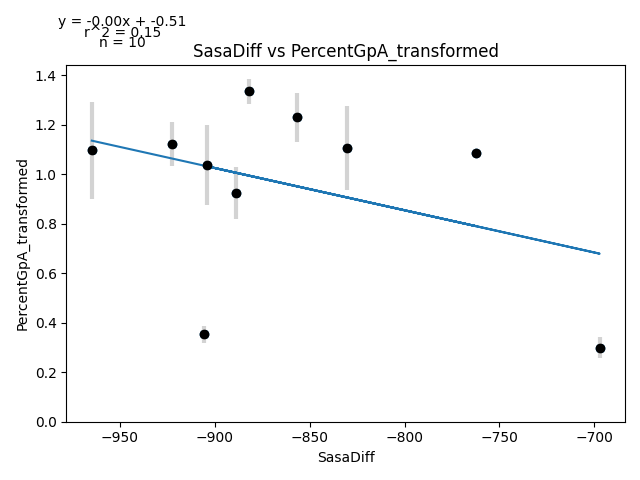 y = -0.00x + -0.51
r^2 = 0.15
n = 10
SasaDiff vs PercentGpA_transformed
1.4
1.2
1.0
0.8
0.6
0.4
0.2
0.0
PercentGpA_transformed
−950
−900
−850
−800
−750
−700
SasaDiff